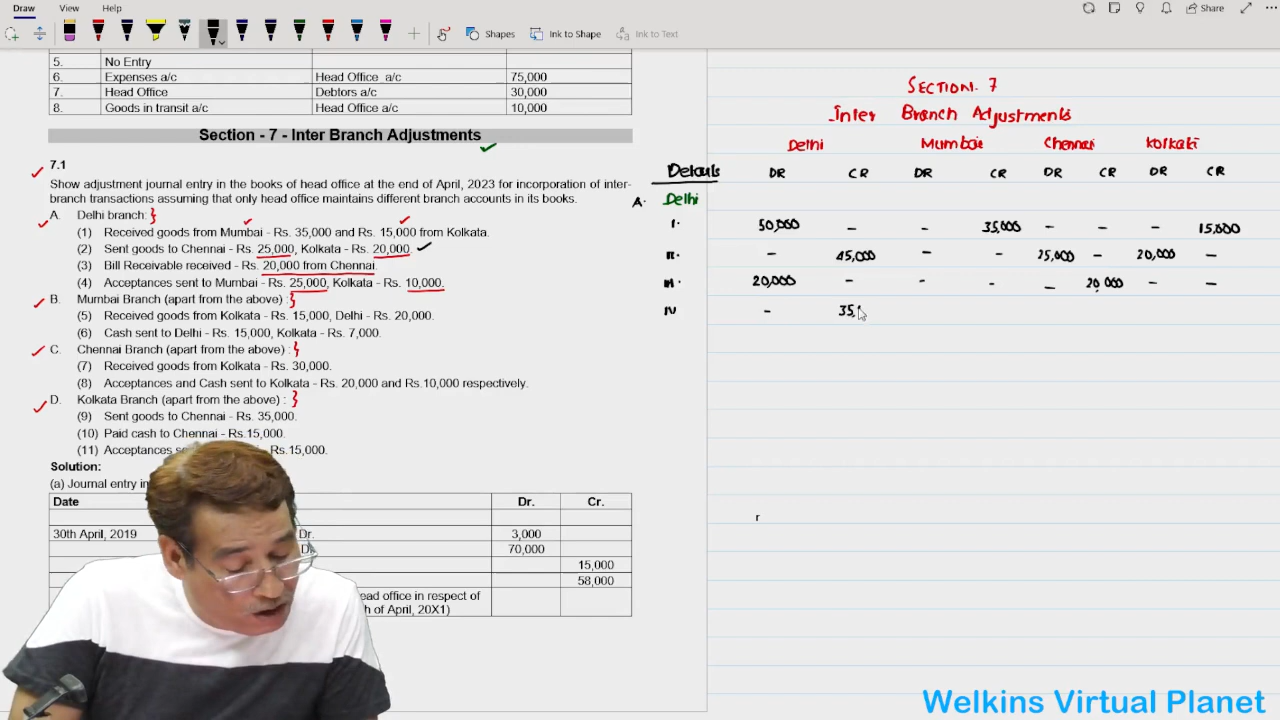 Draw View Help
Share
Shapes Ink to Shape Ink to Text
5. No Entry
6. Expenses a/c Head Office a/c 75,000
7. Head Office Debtors a/c 30,000
8. Goods in transit a/c Head Office a/c 10,000
Section - 7 - Inter Branch Adjustments
7.1
Show adjustment journal entry in the books of head office at the end of April, 2023 for incorporation of inter-
branch transactions assuming that only head office maintains different branch accounts in its books.
A. Delhi branch:
(1) Received goods from Mumbai - Rs. 35,000 and Rs. 15,000 from Kolkata.
(2) Sent goods to Chennai - Rs. 25,000, Kolkata - Rs. 20,000.
(3) Bill Receivable received - Rs. 20,000 from Chennai.
(4) Acceptances sent to Mumbai - Rs. 25,000, Kolkata - Rs. 10,000.
B. Mumbai Branch (apart from the above) :
(5) Received goods from Kolkata - Rs. 15,000, Delhi - Rs. 20,000.
(6) Cash sent to Delhi - Rs. 15,000, Kolkata - Rs. 7,000.
C. Chennai Branch (apart from the above) :
(7) Received goods from Kolkata - Rs. 30,000.
(8) Acceptances and Cash sent to Kolkata - Rs. 20,000 and Rs.10,000 respectively.
D. Kolkata Branch (apart from the above) :
(9) Sent goods to Chennai - Rs. 35,000.
(10) Paid cash to Chennai - Rs.15,000.
(11) Acceptances Rs.15,000.
Solution:
(a) Journal entry in
Date Dr. Cr.
30th April, 2019 Dr. 3,000
70,000
15,000
58,000
ead office in respect of
h of April, 20X1)
SECTION. 7
Inter Branch Adjustments
Delhi Mumbai Chennai Kolkati
Details DR CR DR CR DR CR DR CR
A. Delhi
I. 50,000 - - 35,000 - - - 15,000
II. - 45,000 - - 25,000 - 20,000 -
III. 20,000 - - - - 20,000 - -
IV - 35,
Welkins Virtual Planet